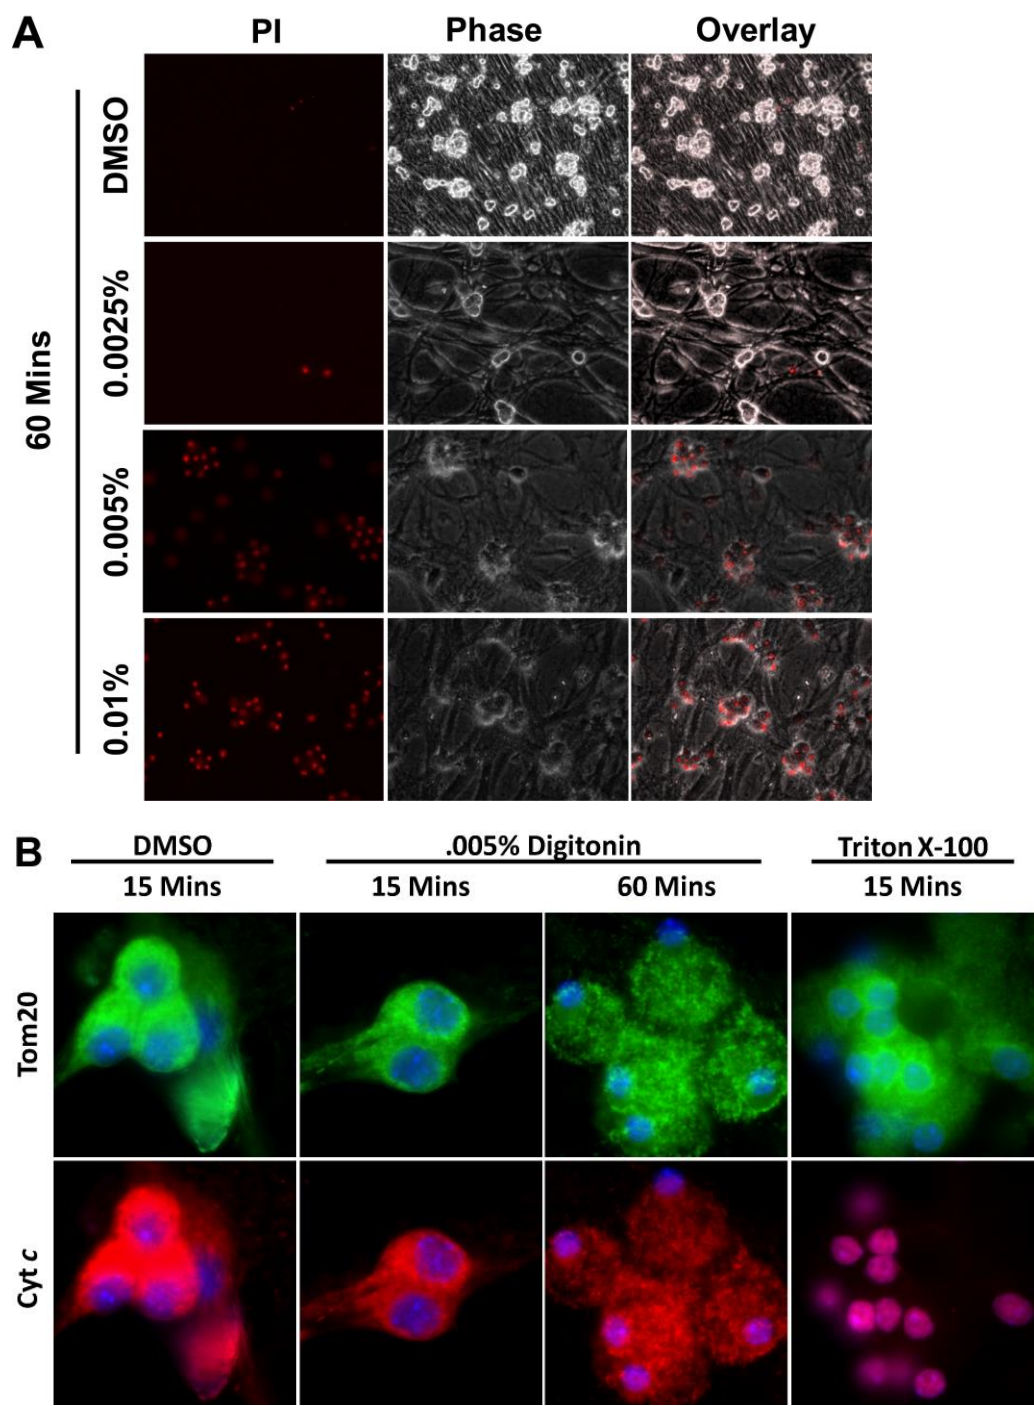 A
PI Phase Overlay
60 Mins
DMSO
0.0025%
0.005%
0.01%
B
DMSO .005% Digitonin Triton X-100
15 Mins 15 Mins 60 Mins 15 Mins
Tom20
Cyt c